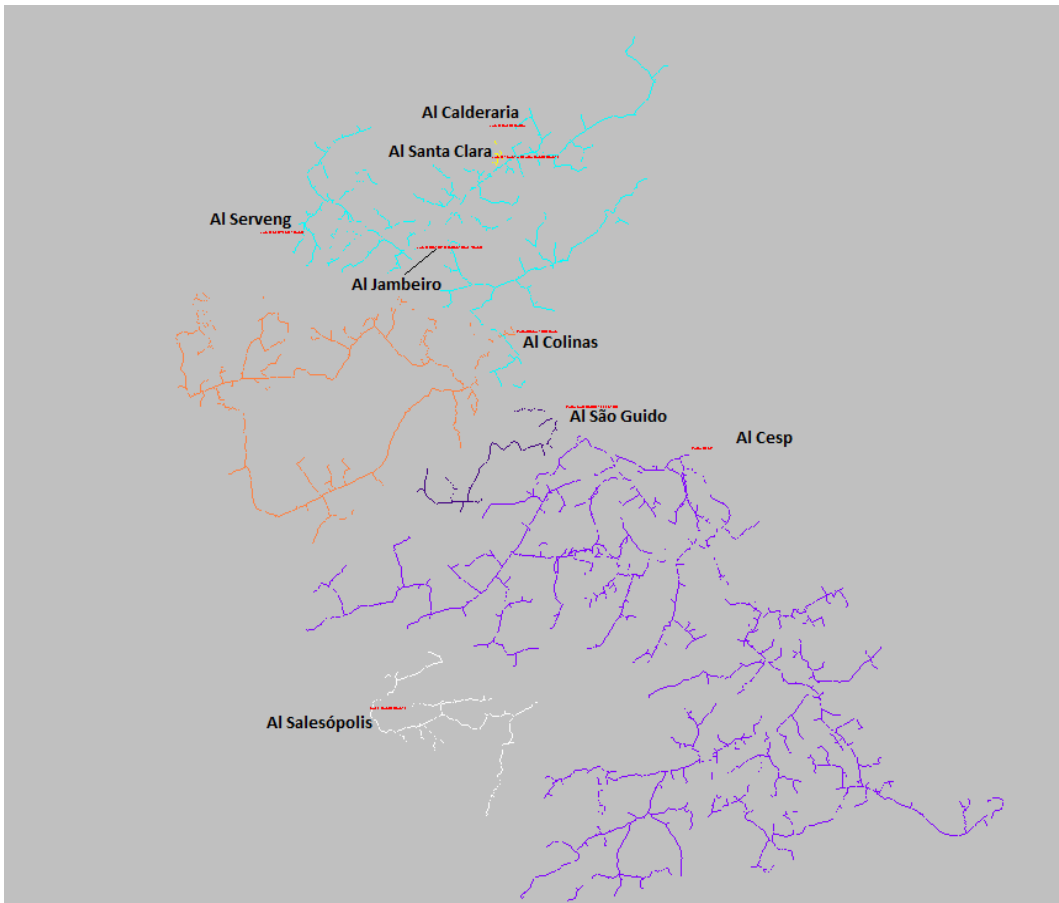 Al Calderaria
Al Santa Clara
Al Serveng
Al Jambeiro
Al Colinas
Al São Guido
Al Cesp
Al Salesópolis